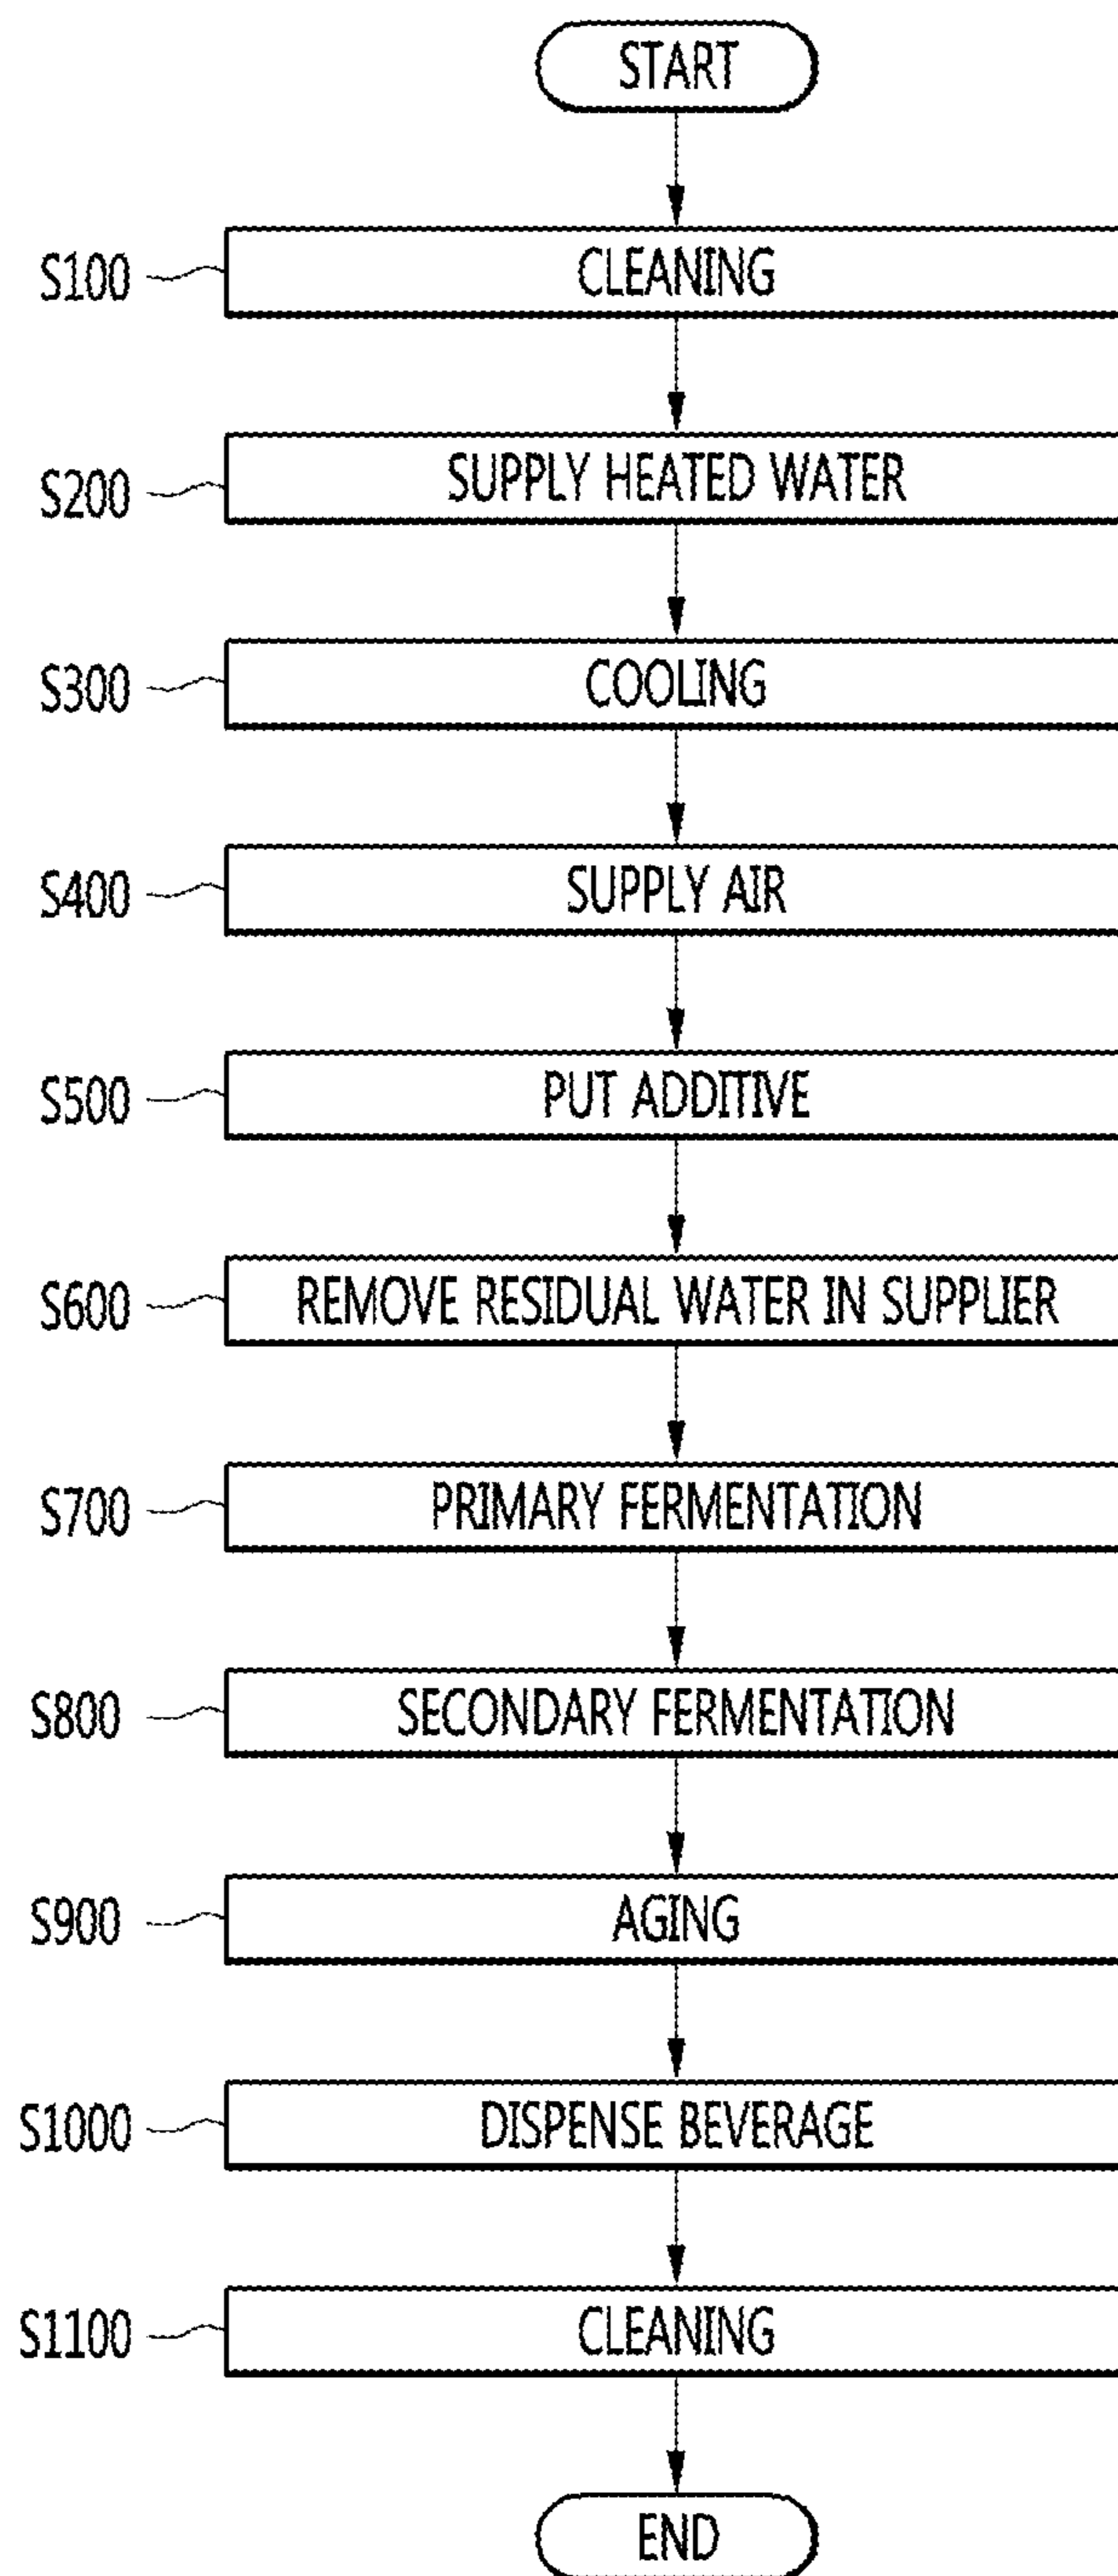 START
S100 CLEANING
S200 SUPPLY HEATED WATER
S300 COOLING
S400 SUPPLY AIR
S500 PUT ADDITIVE
S600 REMOVE RESIDUAL WATER IN SUPPLIER
S700 PRIMARY FERMENTATION
S800 SECONDARY FERMENTATION
S900 AGING
S1000 DISPENSE BEVERAGE
S1100 CLEANING
END